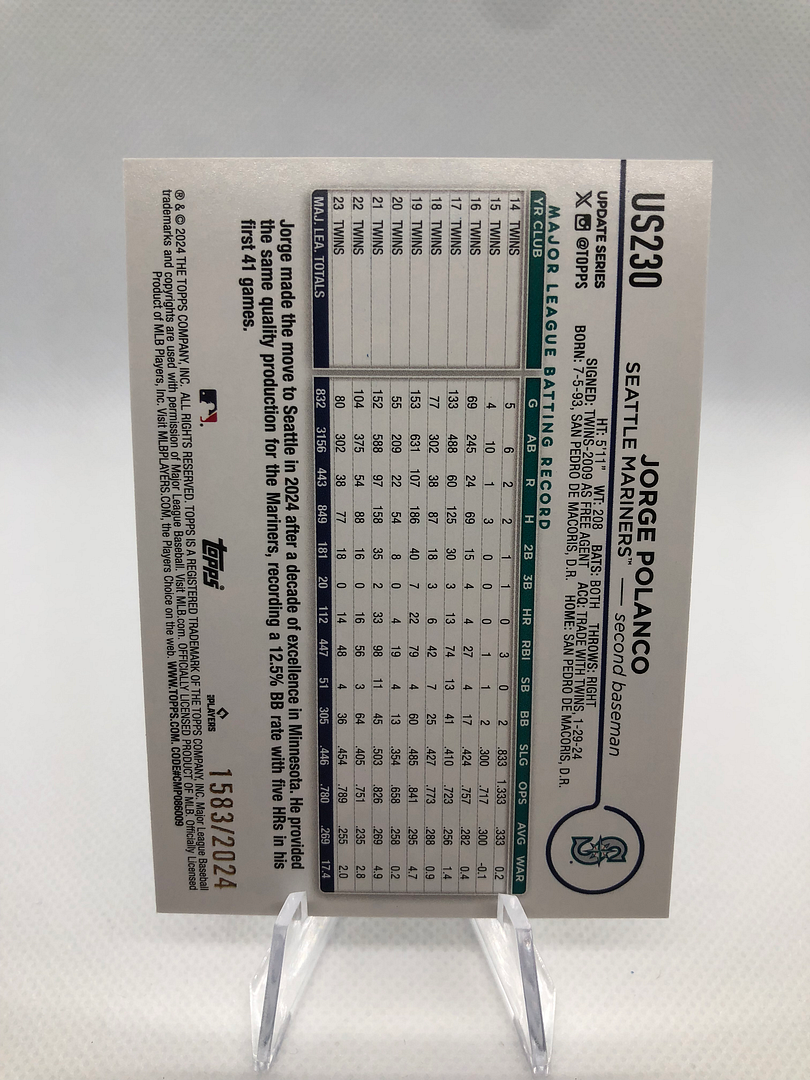 US230
JORGE POLANCO
SEATTLE MARINERS™ — second baseman
UPDATE SERIES
X @TOPPS
HT: 5'11" WT: 208 BATS: BOTH THROWS: RIGHT
SIGNED: TWINS-2009 AS FREE AGENT ACQ: TRADE WITH TWINS, 1-29-24
BORN: 7-5-93, SAN PEDRO DE MACORIS, D.R. HOME: SAN PEDRO DE MACORIS, D.R.
S
MAJOR LEAGUE BATTING RECORD
YR CLUB G AB R H 2B 3B HR RBI SB BB SLG OPS AVG WAR
14 TWINS 5 6 2 2 1 1 0 3 0 2 .833 1.333 .333 0.2
15 TWINS 4 10 1 3 0 0 0 1 1 2 .300 .717 .300 -0.1
16 TWINS 69 245 24 69 15 4 4 27 4 17 .424 .757 .282 0.4
17 TWINS 133 488 60 125 30 3 13 74 13 41 .410 .723 .256 1.4
18 TWINS 77 302 38 87 18 3 6 42 7 25 .427 .773 .288 0.9
19 TWINS 153 631 107 186 40 7 22 79 4 60 .485 .841 .295 4.7
20 TWINS 55 209 22 54 8 0 4 19 4 13 .354 .658 .258 0.2
21 TWINS 152 588 97 158 35 2 33 98 11 45 .503 .826 .269 4.9
22 TWINS 104 375 54 88 16 0 16 56 3 64 .405 .751 .235 2.8
23 TWINS 80 302 38 77 18 0 14 48 4 36 .454 .789 .255 2.0
MAJ. LEA. TOTALS 832 3156 443 849 181 20 112 447 51 305 .446 .780 .269 17.4
Jorge made the move to Seattle in 2024 after a decade of excellence in Minnesota. He provided
the same quality production for the Mariners, recording a 12.5% BB rate with five HRs in his
first 41 games.
topps
PLAYERS
1583/2024
® & © 2024 THE TOPPS COMPANY, INC. ALL RIGHTS RESERVED. TOPPS IS A REGISTERED TRADEMARK OF THE TOPPS COMPANY, INC. Major League Baseball
trademarks and copyrights are used with permission of Major League Baseball. Visit MLB.com. OFFICIALLY LICENSED PRODUCT OF MLB. Officially Licensed
Product of MLB Players, Inc. Visit MLBPLAYERS.COM, the Players Choice on the web. WWW.TOPPS.COM. CODE#CMP086009